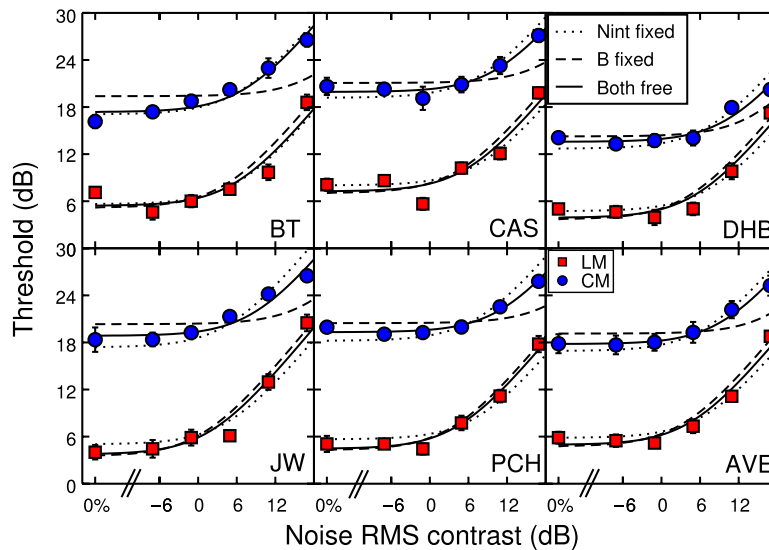 30
24
18
12
6
Nint fixed
B fixed
Both free
BT
CAS
DHB
Threshold (dB)
30
24
18
12
6
0
LM
CM
JW
PCH
AVE
0% −6 0 6 12
0% −6 0 6 12
0% −6 0 6 12
Noise RMS contrast (dB)